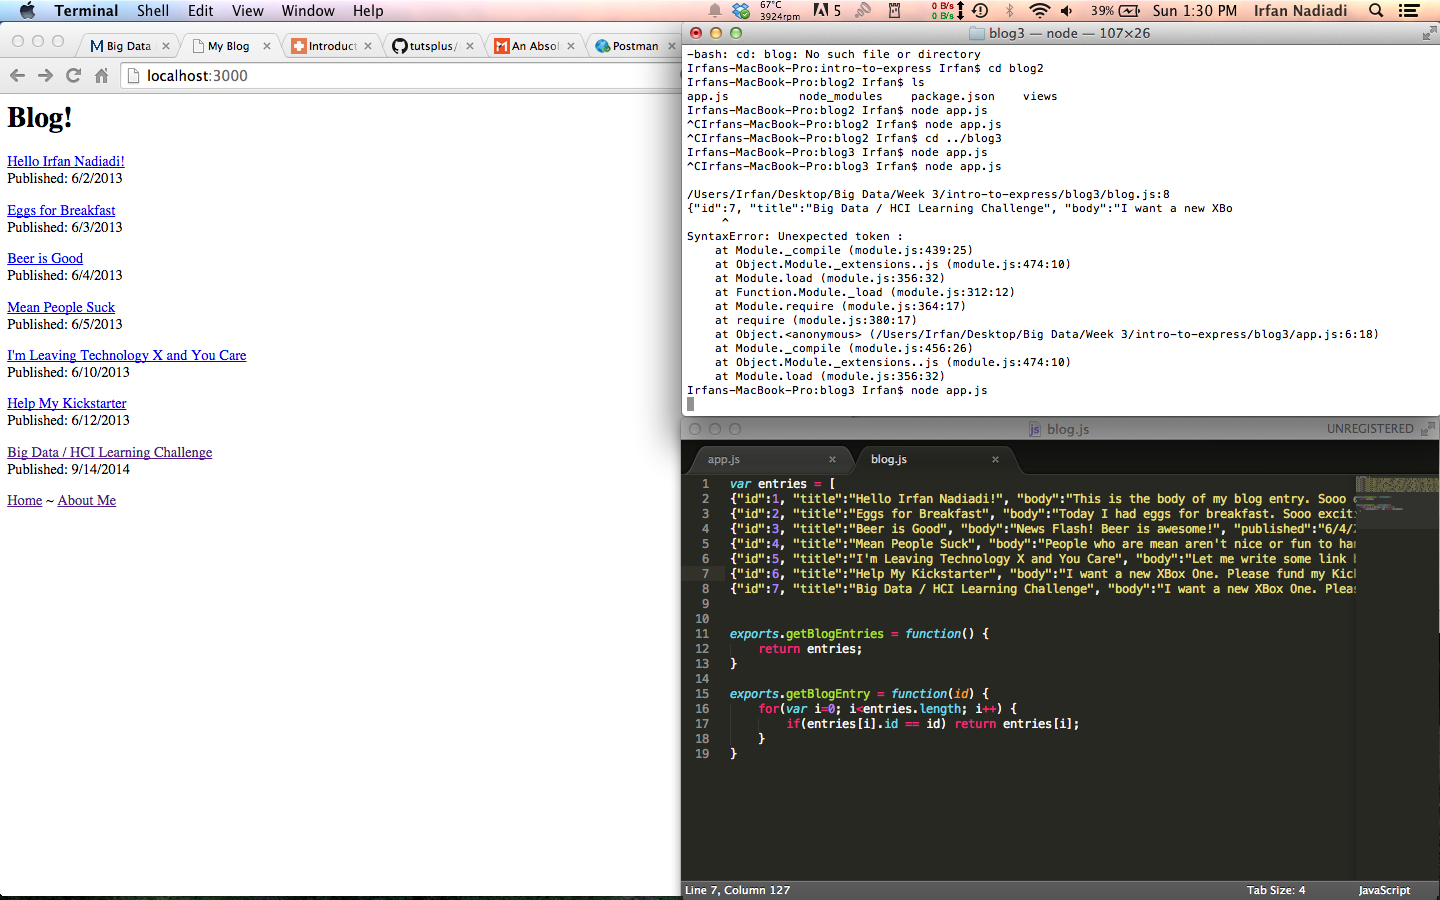 Terminal Shell Edit View Window Help
67°C
3924rpm
5
0 B/s
0 B/s
39%
Sun 1:30 PM Irfan Nadiadi
Big Data
My Blog
Introduct
tutsplus/
An Absol
Postman
localhost:3000
Blog!
Hello Irfan Nadiadi!
Published: 6/2/2013
Eggs for Breakfast
Published: 6/3/2013
Beer is Good
Published: 6/4/2013
Mean People Suck
Published: 6/5/2013
I'm Leaving Technology X and You Care
Published: 6/10/2013
Help My Kickstarter
Published: 6/12/2013
Big Data / HCI Learning Challenge
Published: 9/14/2014
Home ~ About Me
blog3 — node — 107×26
-bash: cd: blog: No such file or directory
Irfans-MacBook-Pro:intro-to-express Irfan$ cd blog2
Irfans-MacBook-Pro:blog2 Irfan$ ls
app.js node_modules package.json views
Irfans-MacBook-Pro:blog2 Irfan$ node app.js
^CIrfans-MacBook-Pro:blog2 Irfan$ node app.js
^CIrfans-MacBook-Pro:blog2 Irfan$ cd ../blog3
Irfans-MacBook-Pro:blog3 Irfan$ node app.js
^CIrfans-MacBook-Pro:blog3 Irfan$ node app.js
/Users/Irfan/Desktop/Big Data/Week 3/intro-to-express/blog3/blog.js:8
{"id":7, "title":"Big Data / HCI Learning Challenge", "body":"I want a new XBo
^
SyntaxError: Unexpected token :
at Module._compile (module.js:439:25)
at Object.Module._extensions..js (module.js:474:10)
at Module.load (module.js:356:32)
at Function.Module._load (module.js:312:12)
at Module.require (module.js:364:17)
at require (module.js:380:17)
at Object.<anonymous> (/Users/Irfan/Desktop/Big Data/Week 3/intro-to-express/blog3/app.js:6:18)
at Module._compile (module.js:456:26)
at Object.Module._extensions..js (module.js:474:10)
at Module.load (module.js:356:32)
Irfans-MacBook-Pro:blog3 Irfan$ node app.js
blog.js
UNREGISTERED
app.js
blog.js
1 var entries = [
2 {"id":1, "title":"Hello Irfan Nadiadi!", "body":"This is the body of my blog entry. Sooo
3 {"id":2, "title":"Eggs for Breakfast", "body":"Today I had eggs for breakfast. Sooo exciti
4 {"id":3, "title":"Beer is Good", "body":"News Flash! Beer is awesome!", "published":"6/4/2
5 {"id":4, "title":"Mean People Suck", "body":"People who are mean aren't nice or fun to han
6 {"id":5, "title":"I'm Leaving Technology X and You Care", "body":"Let me write some link b
7 {"id":6, "title":"Help My Kickstarter", "body":"I want a new XBox One. Please fund my Kick
8 {"id":7, "title":"Big Data / HCI Learning Challenge", "body":"I want a new XBox One. Pleas
9
10
11 exports.getBlogEntries = function() {
12 return entries;
13 }
14
15 exports.getBlogEntry = function(id) {
16 for(var i=0; i<entries.length; i++) {
17 if(entries[i].id == id) return entries[i];
18 }
19 }
Line 7, Column 127
Tab Size: 4
JavaScript